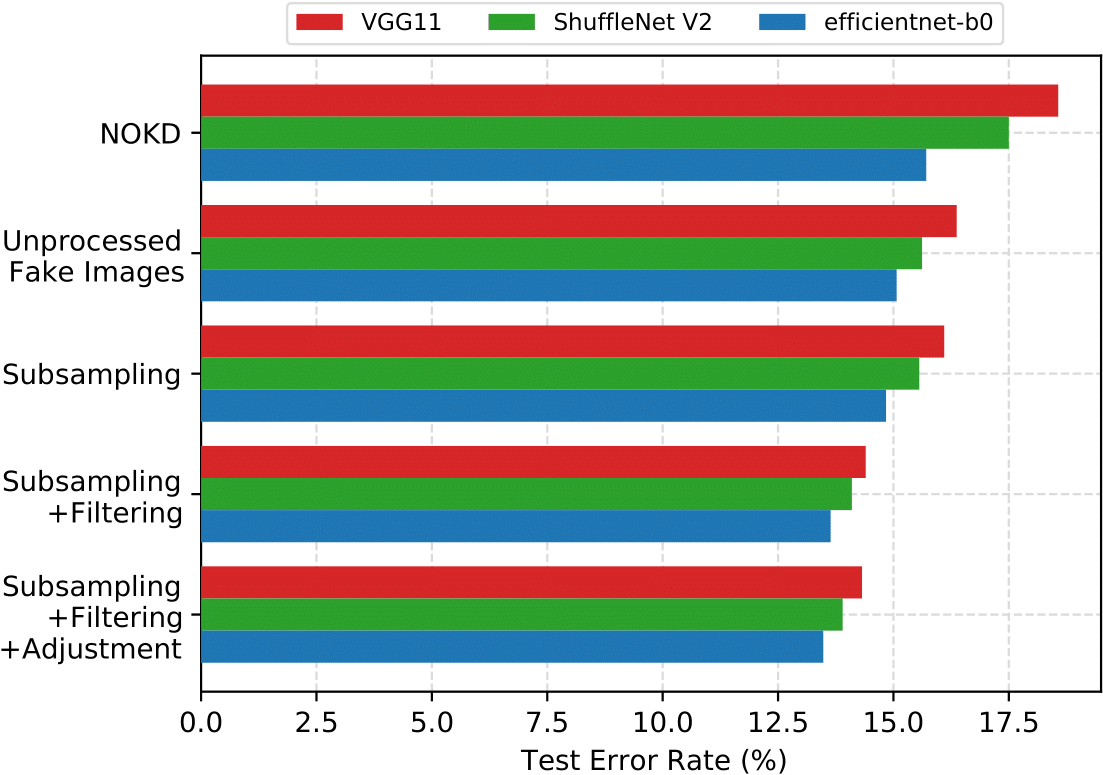 VGG11 ShuffleNet V2 efficientnet-b0
NOKD
Unprocessed
Fake Images
Subsampling
Subsampling
+Filtering
Subsampling
+Filtering
+Adjustment
0.0 2.5 5.0 7.5 10.0 12.5 15.0 17.5
Test Error Rate (%)